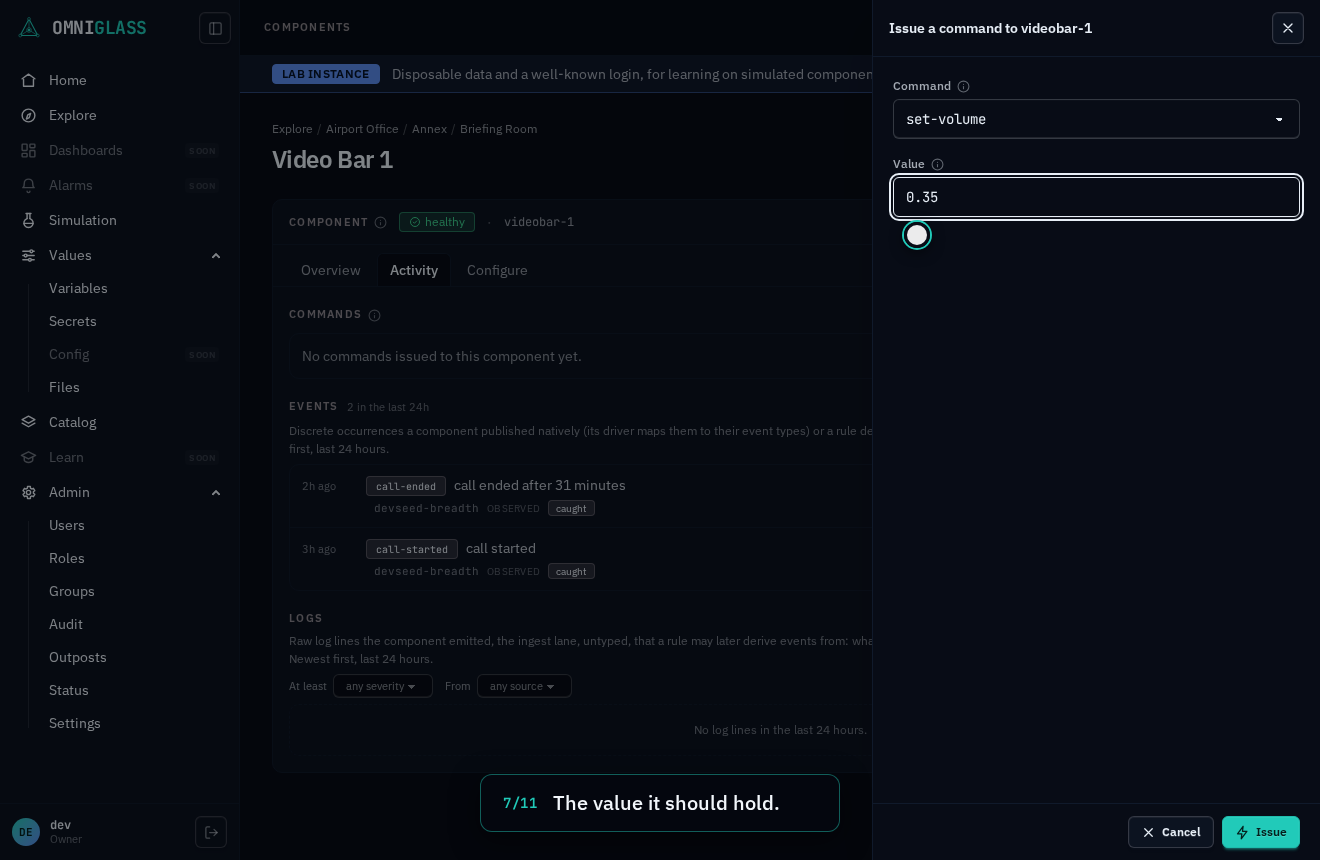 OMNIGLASS
Home
Explore
Dashboards SOON
Alarms SOON
Simulation
Values
Variables
Secrets
Config SOON
Files
Catalog
Learn SOON
Admin
Users
Roles
Groups
Audit
Outposts
Status
Settings
DE dev
Owner
COMPONENTS
LAB INSTANCE Disposable data and a well-known login, for learning on simulated componen
Explore / Airport Office / Annex / Briefing Room
Video Bar 1
COMPONENT healthy · videobar-1
Overview Activity Configure
COMMANDS
No commands issued to this component yet.
EVENTS 2 in the last 24h
Discrete occurrences a component published natively (its driver maps them to their event types) or a rule de
first, last 24 hours.
2h ago call-ended call ended after 31 minutes
devseed-breadth OBSERVED caught
3h ago call-started call started
devseed-breadth OBSERVED caught
LOGS
Raw log lines the component emitted, the ingest lane, untyped, that a rule may later derive events from: wha
Newest first, last 24 hours.
At least any severity From any source
No log lines in the last 24 hours.
7/11 The value it should hold.
Issue a command to videobar-1
Command
set-volume
Value
0.35
Cancel Issue